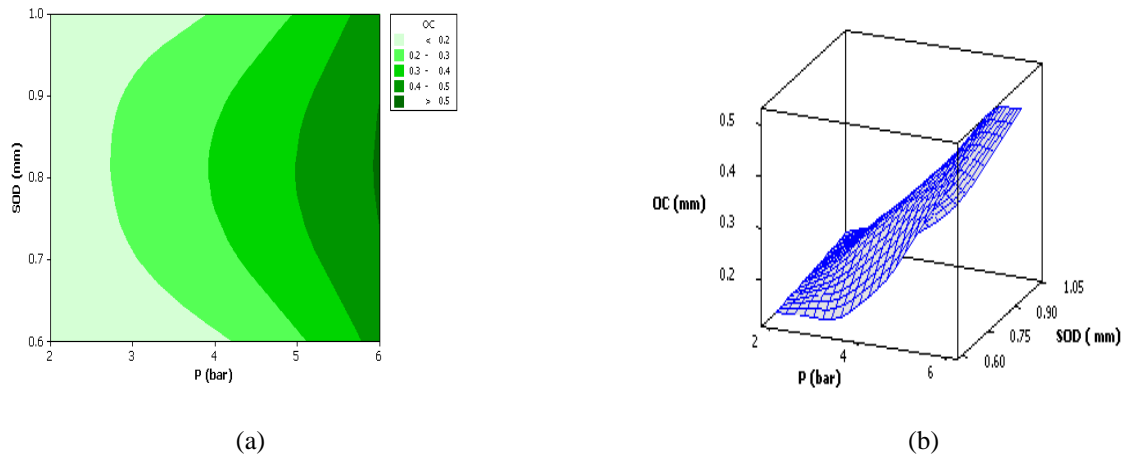 OC
< 0.2
0.2 - 0.3
0.3 - 0.4
0.4 - 0.5
> 0.5
1.0
0.9
0.8
0.7
0.6
SOD (mm)
2 3 4 5 6
P (bar)
(a)
0.5
0.4
0.3
0.2
OC (mm)
2 4 6
P (bar)
1.05
0.90
0.75
0.60
SOD ( mm)
(b)